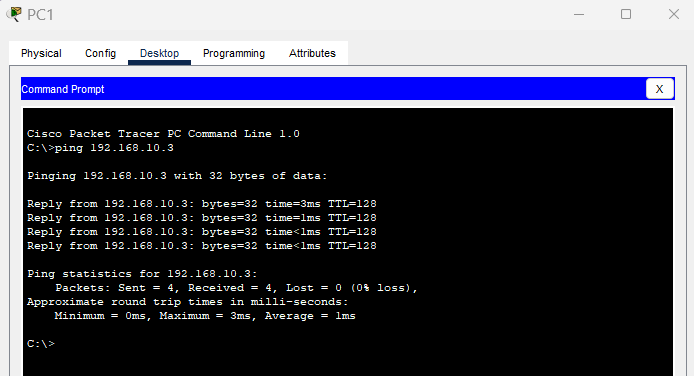 PC1
Physical Config Desktop Programming Attributes
Command Prompt X
Cisco Packet Tracer PC Command Line 1.0
C:\>ping 192.168.10.3
Pinging 192.168.10.3 with 32 bytes of data:
Reply from 192.168.10.3: bytes=32 time=3ms TTL=128
Reply from 192.168.10.3: bytes=32 time=1ms TTL=128
Reply from 192.168.10.3: bytes=32 time<1ms TTL=128
Reply from 192.168.10.3: bytes=32 time<1ms TTL=128
Ping statistics for 192.168.10.3:
Packets: Sent = 4, Received = 4, Lost = 0 (0% loss),
Approximate round trip times in milli-seconds:
Minimum = 0ms, Maximum = 3ms, Average = 1ms
C:\>